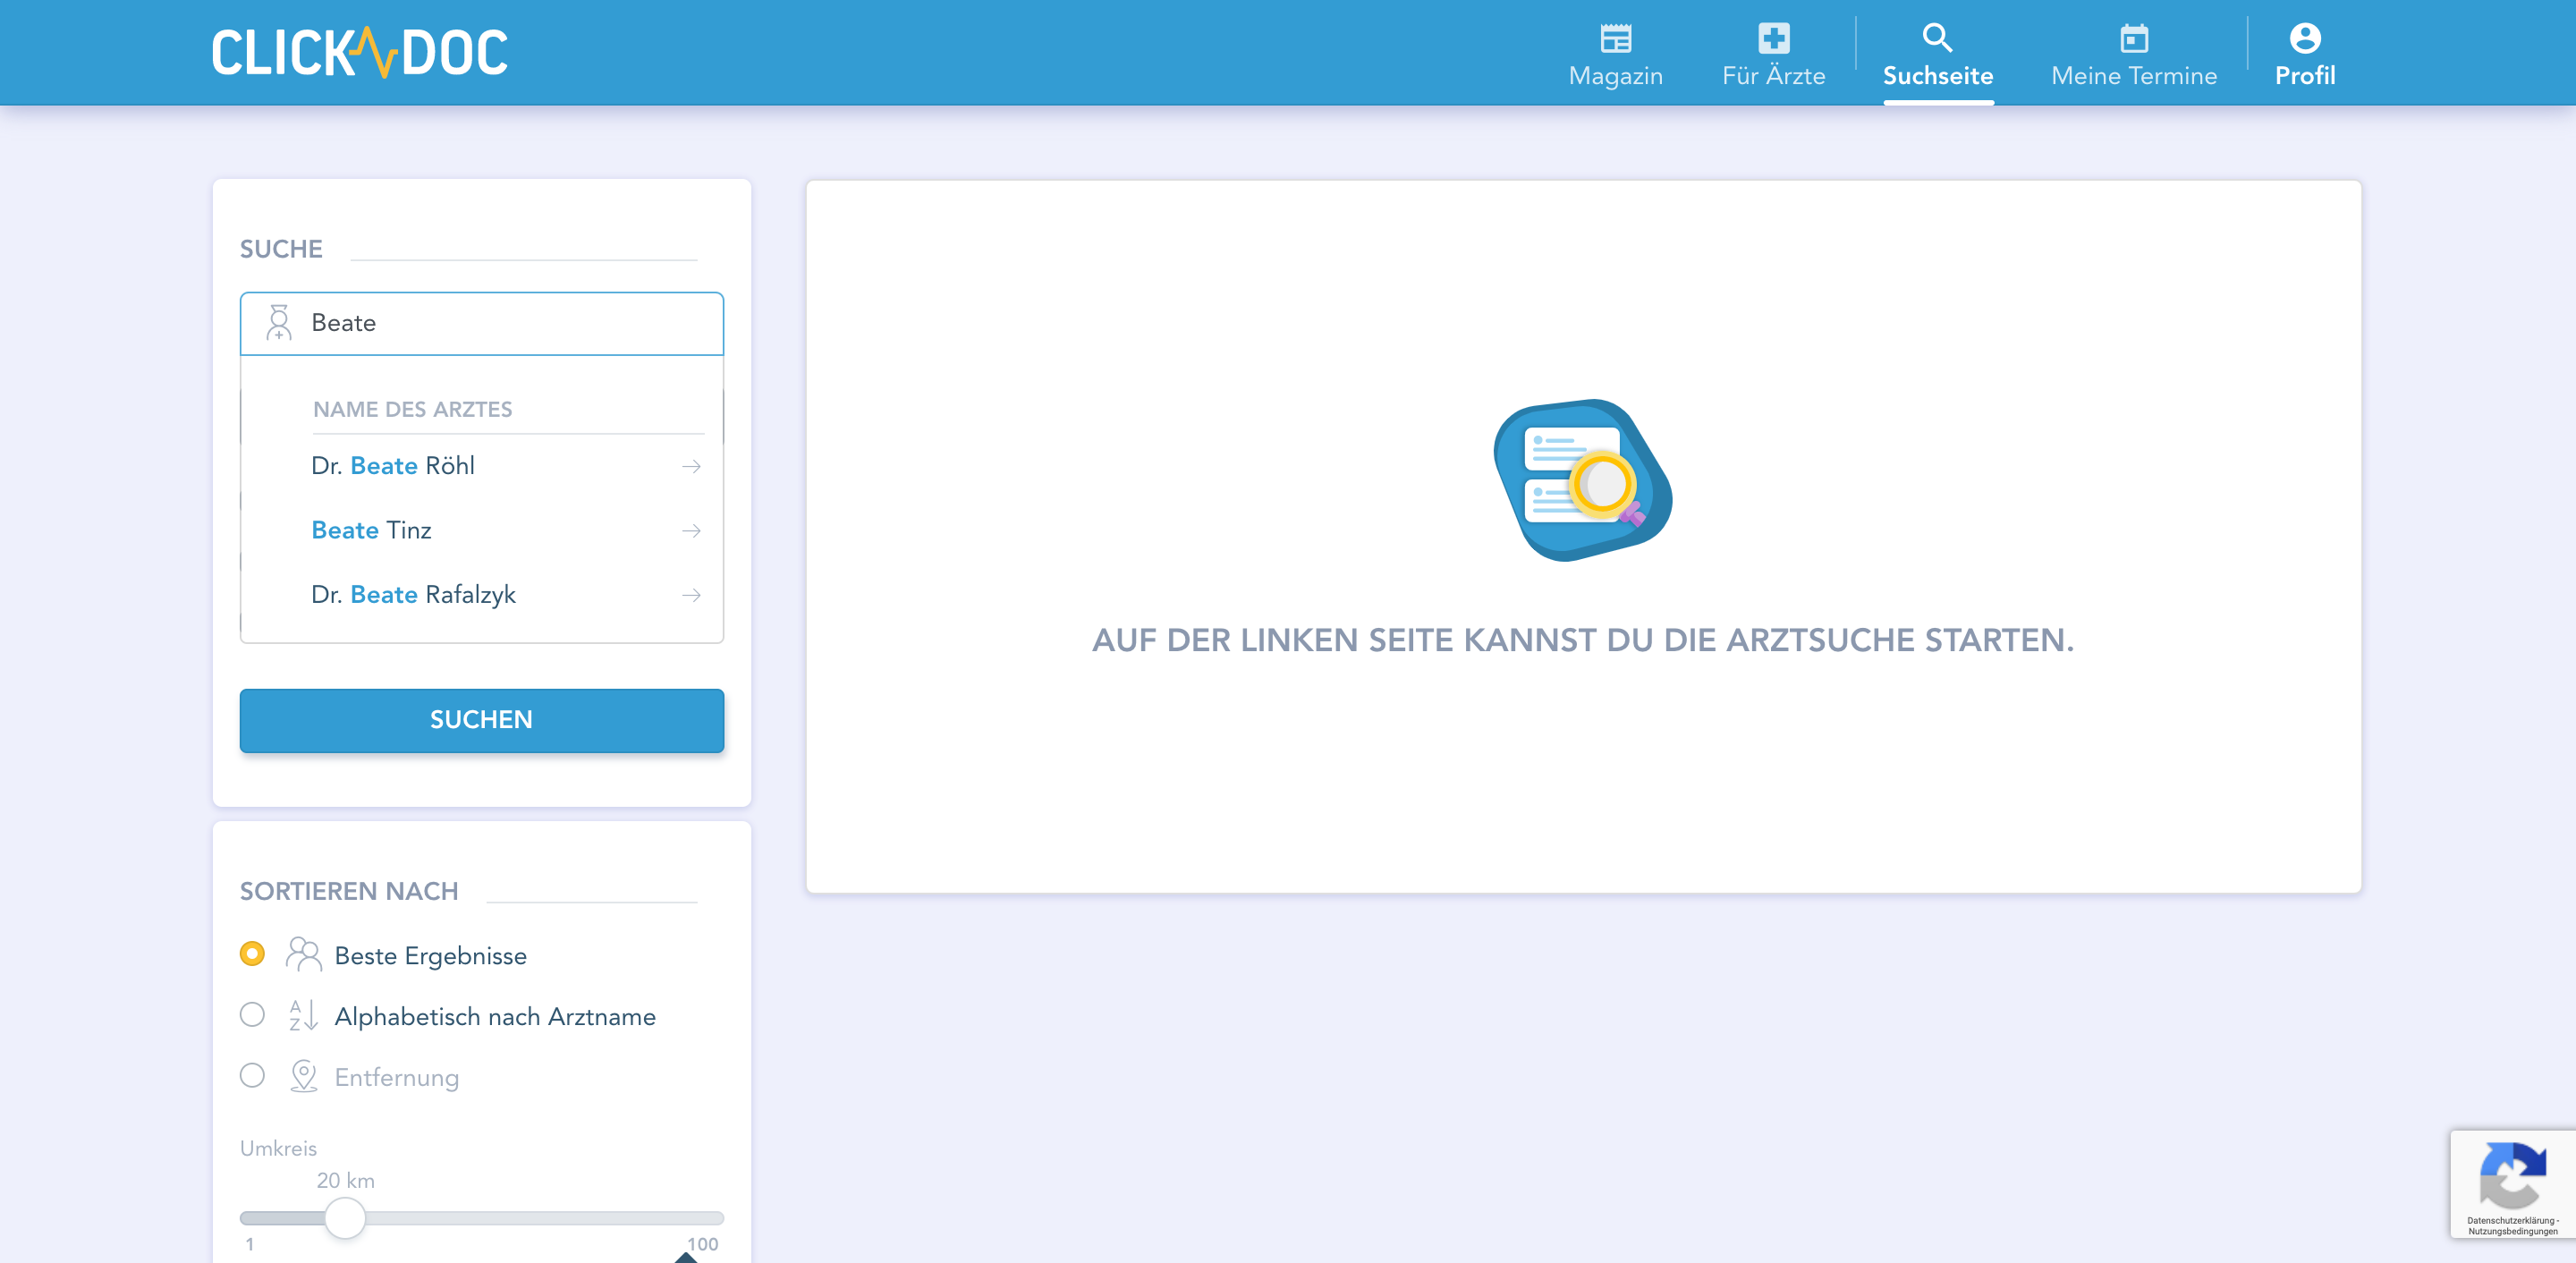 CLICK DOC
Magazin
Für Ärzte
Suchseite
Meine Termine
Profil
SUCHE
Beate
NAME DES ARZTES
Dr. Beate Röhl
Beate Tinz
Dr. Beate Rafalzyk
SUCHEN
AUF DER LINKEN SEITE KANNST DU DIE ARZTSUCHE STARTEN.
SORTIEREN NACH
Beste Ergebnisse
A
Z
Alphabetisch nach Arztname
Entfernung
Umkreis
20 km
1
100
Datenschutzerklärung -
Nutzungsbedingungen